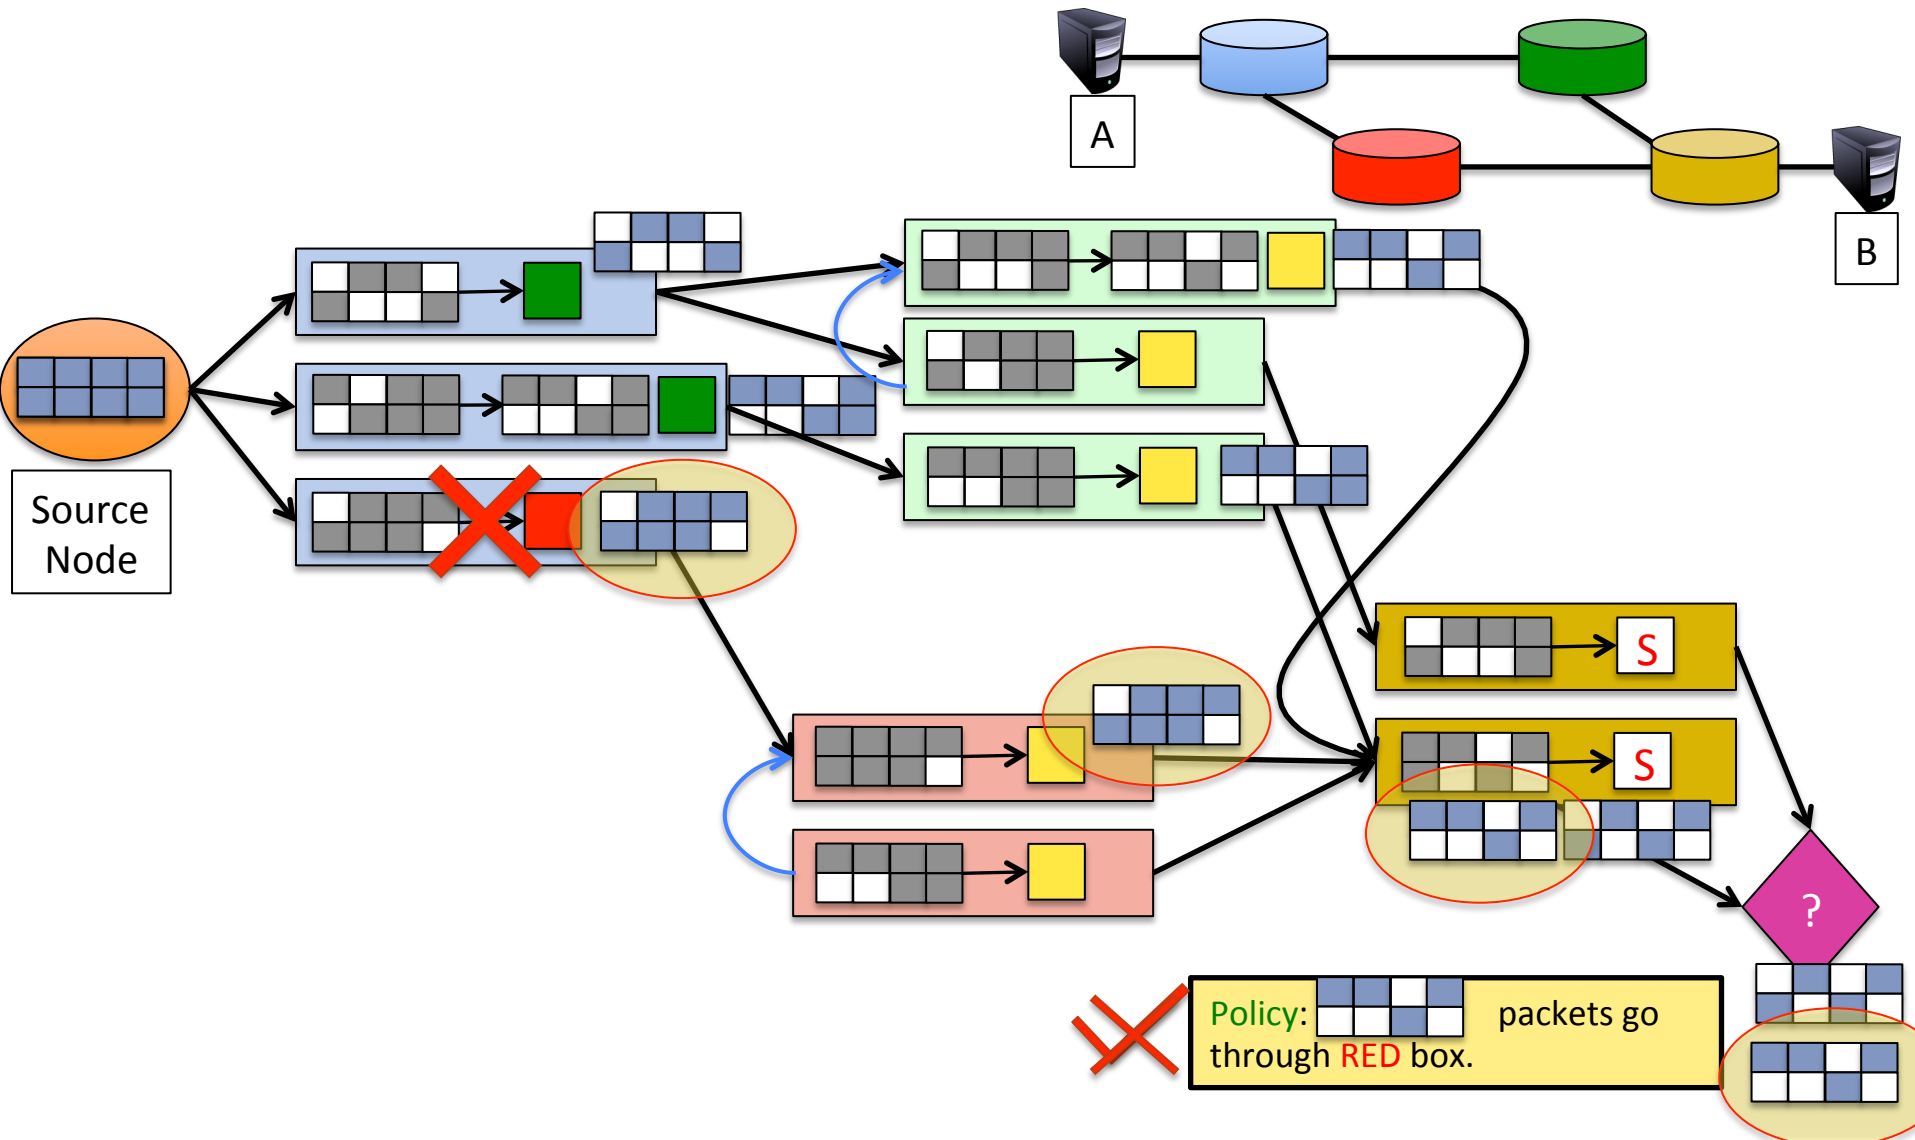 A
B
Source
Node
S
S
?
Policy: packets go
through RED box.